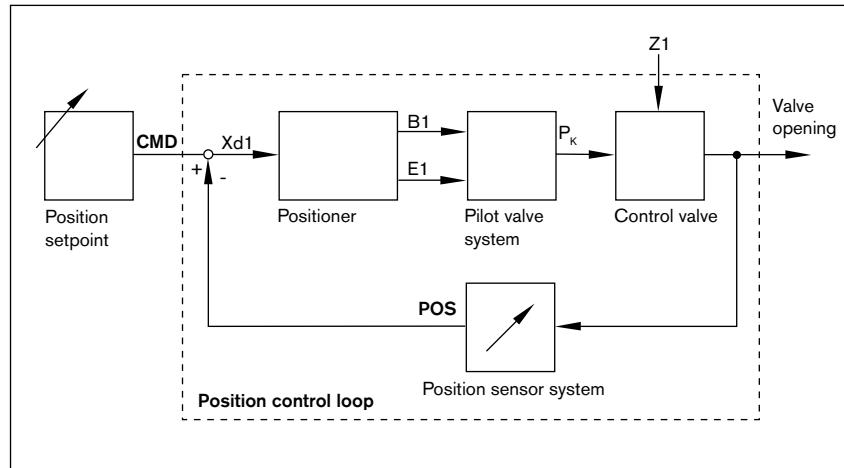 Z1
Valve
opening
CMD
Xd1
B1
E1
P K
+
-
Position
setpoint
Positioner
Pilot valve
system
Control valve
POS
Position sensor system
Position control loop